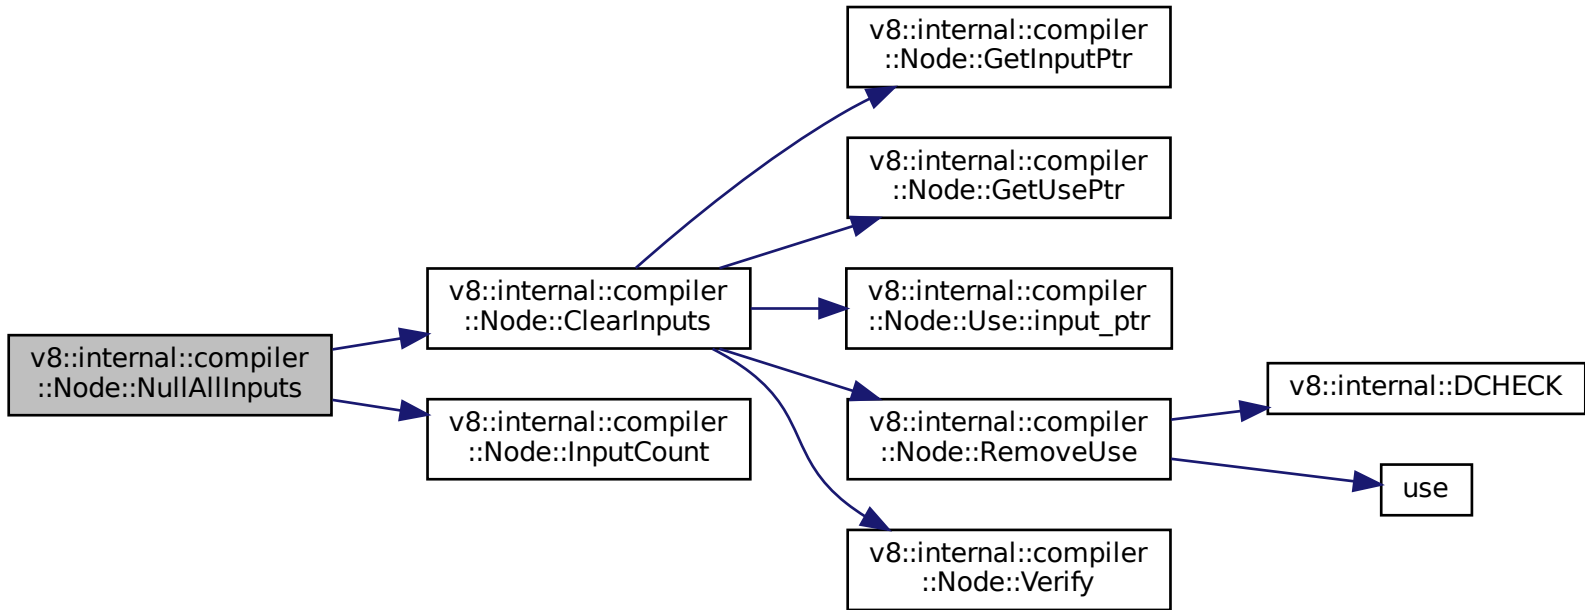 v8::internal::compiler
::Node::NullAllInputs
v8::internal::compiler
::Node::ClearInputs
v8::internal::compiler
::Node::InputCount
v8::internal::compiler
::Node::GetInputPtr
v8::internal::compiler
::Node::GetUsePtr
v8::internal::compiler
::Node::Use::input_ptr
v8::internal::compiler
::Node::RemoveUse
v8::internal::compiler
::Node::Verify
v8::internal::DCHECK
use